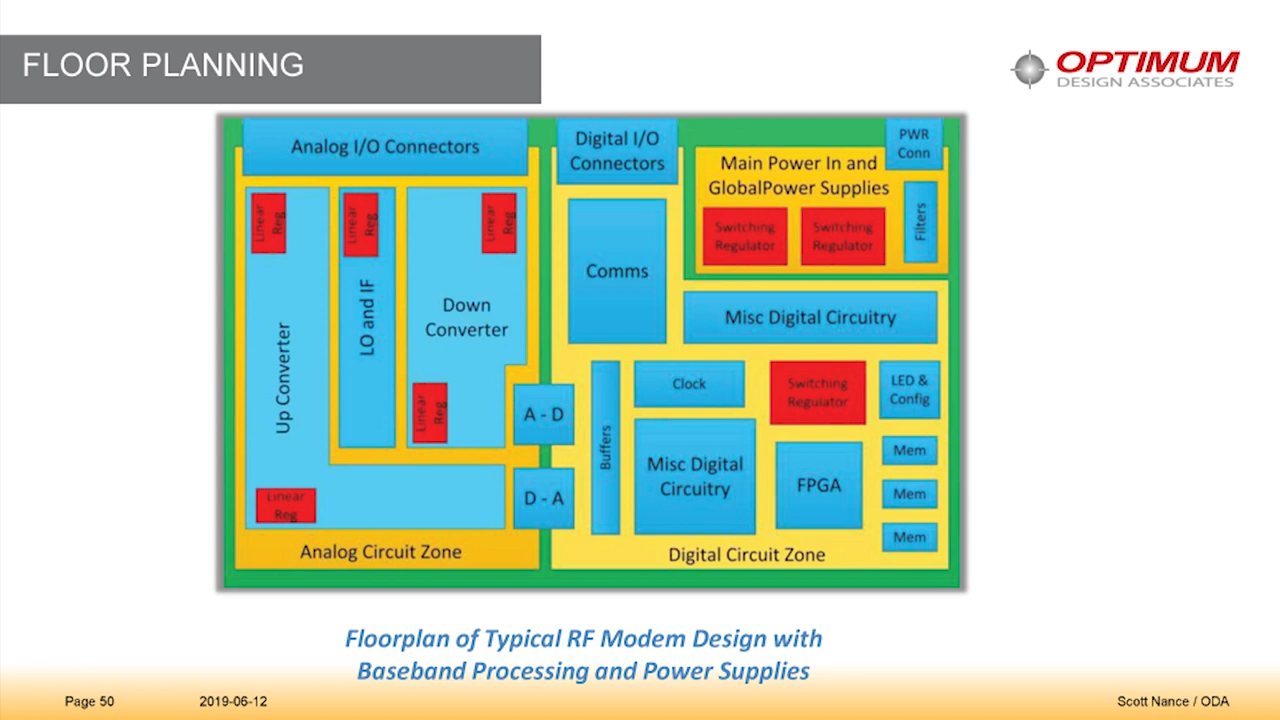 FLOOR PLANNING
OPTIMUM
DESIGN ASSOCIATES
Analog I/O Connectors
Digital I/O
Connectors
PWR
Conn
Main Power In and
GlobalPower Supplies
Filters
Switching
Regulator
Switching
Regulator
Linear
Reg
Linear
Reg
Linear
Reg
Comms
LO and IF
Down
Converter
Up Converter
Misc Digital Circuitry
Linear
Reg
A - D
D - A
Buffers
Clock
Switching
Regulator
LED &
Config
Misc Digital
Circuitry
FPGA
Mem
Mem
Mem
Linear
Reg
Analog Circuit Zone
Digital Circuit Zone
Floorplan of Typical RF Modem Design with
Baseband Processing and Power Supplies
Page 50
2019-06-12
Scott Nance / ODA